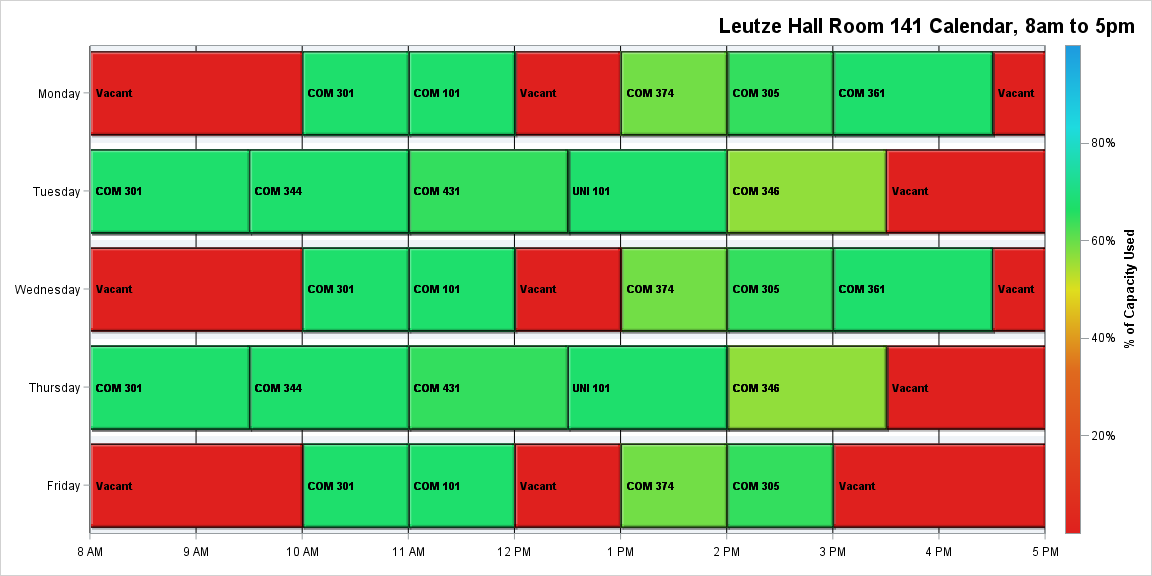 Leutze Hall Room 141 Calendar, 8am to 5pm
Monday
Vacant
COM 301
COM 101
Vacant
COM 374
COM 305
COM 361
Vacant
Tuesday
COM 301
COM 344
COM 431
UNI 101
COM 346
Vacant
Wednesday
Vacant
COM 301
COM 101
Vacant
COM 374
COM 305
COM 361
Vacant
Thursday
COM 301
COM 344
COM 431
UNI 101
COM 346
Vacant
Friday
Vacant
COM 301
COM 101
Vacant
COM 374
COM 305
Vacant
8 AM
9 AM
10 AM
11 AM
12 PM
1 PM
2 PM
3 PM
4 PM
5 PM
80%
60%
40%
20%
% of Capacity Used